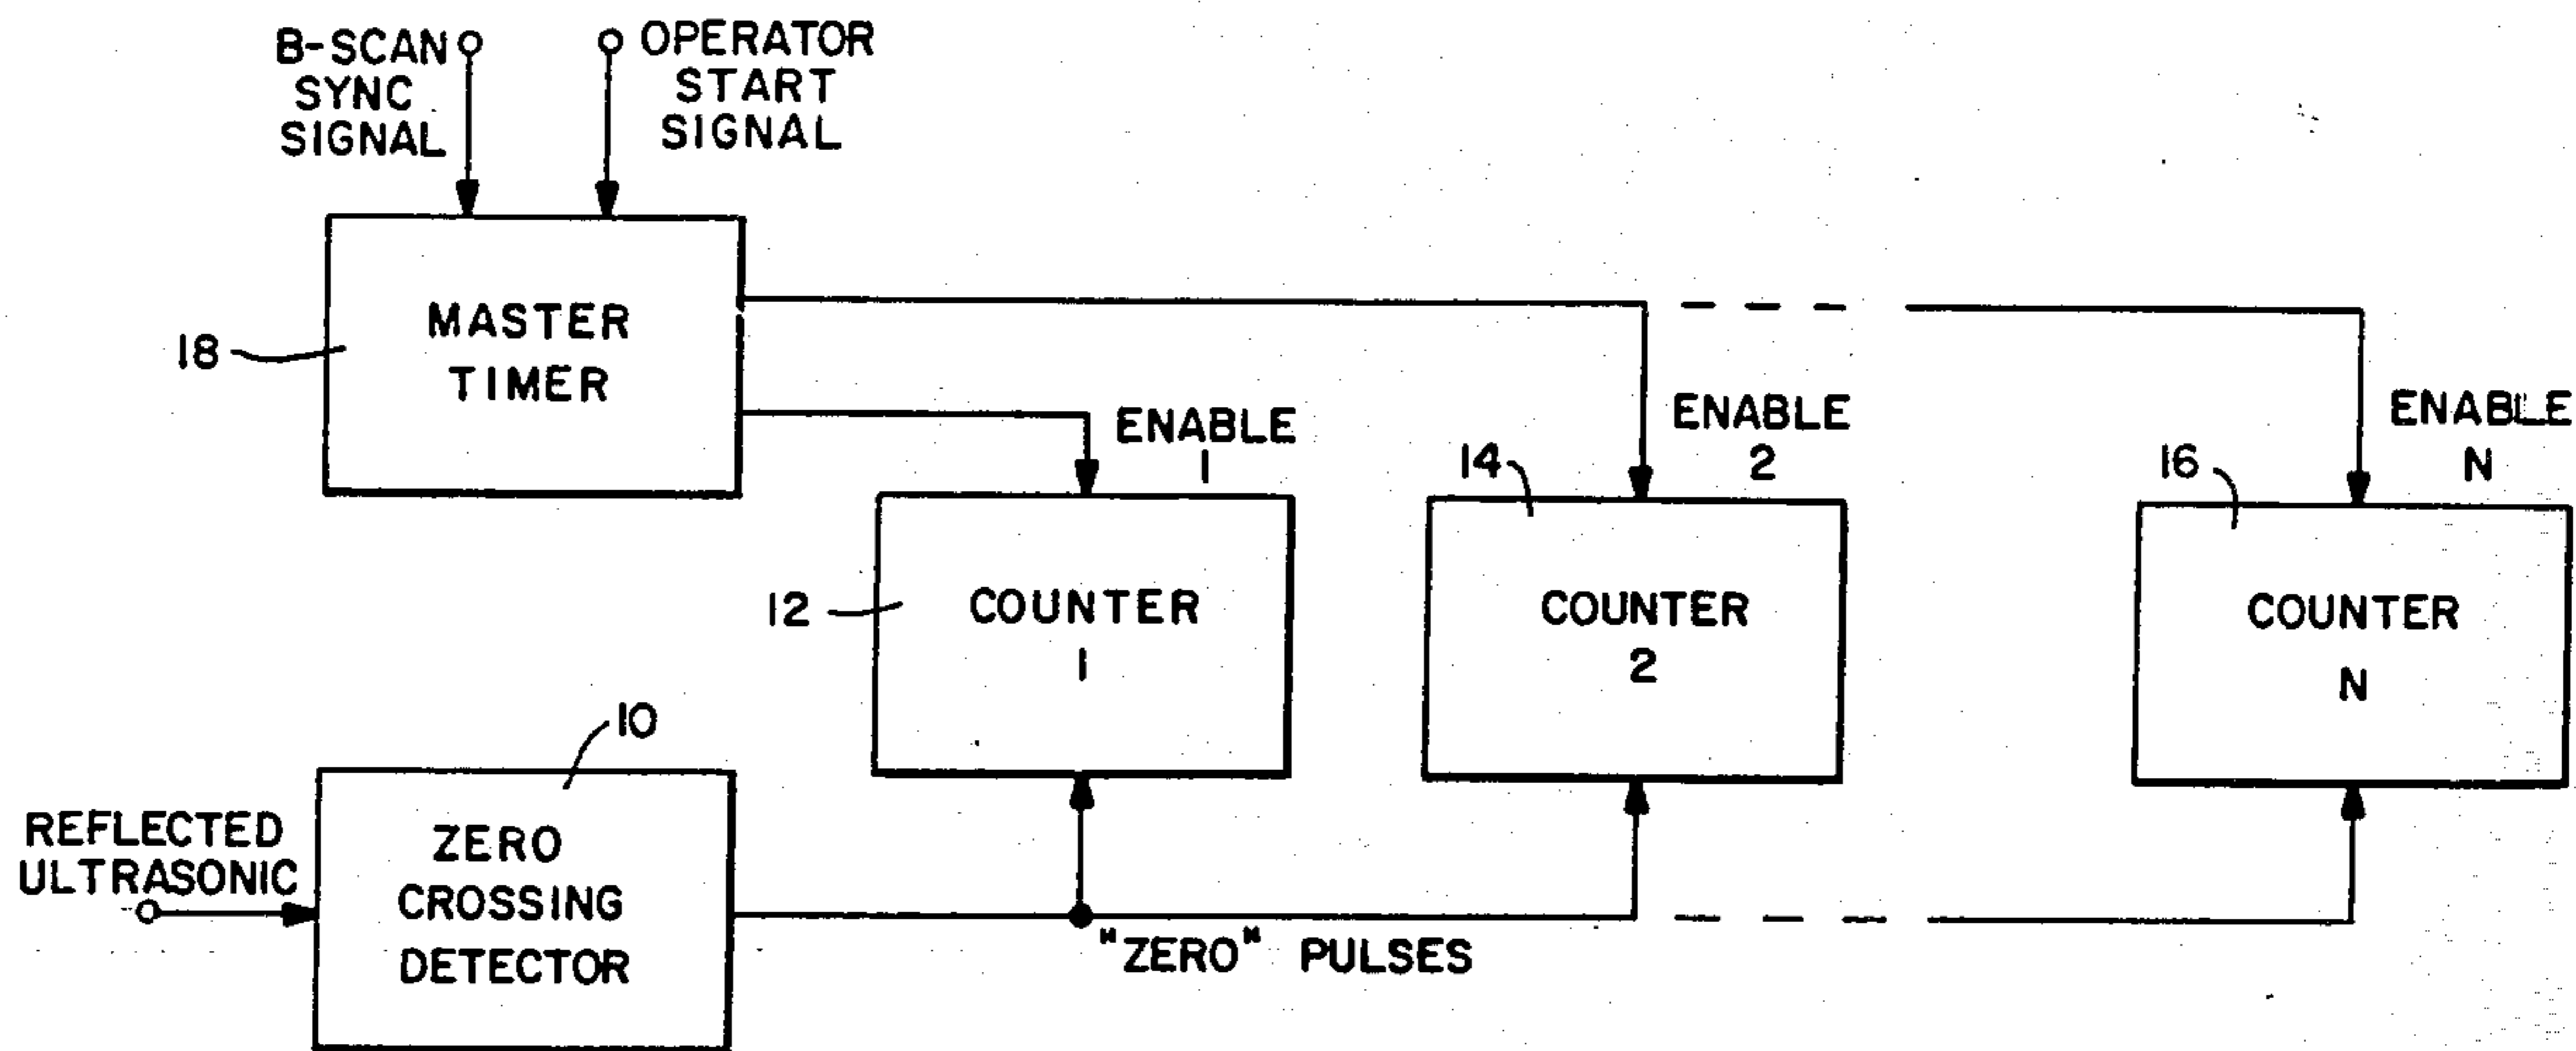 B-SCAN
SYNC
SIGNAL
OPERATOR
START
SIGNAL
MASTER
TIMER
18
ENABLE
1
ENABLE
2
ENABLE
N
12
COUNTER
1
14
COUNTER
2
16
COUNTER
N
10
REFLECTED
ULTRASONIC
ZERO
CROSSING
DETECTOR
"ZERO" PULSES